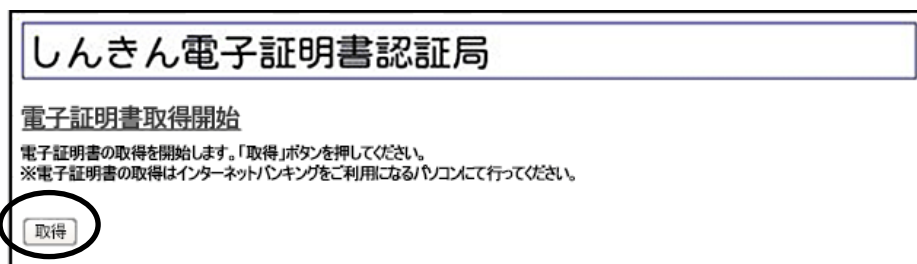 しんきん電子証明書認証局
電子証明書取得開始
電子証明書の取得を開始します。「取得」ボタンを押してください。
※電子証明書の取得はインターネットバンキングをご利用になるパソコンにて行ってください。
取得